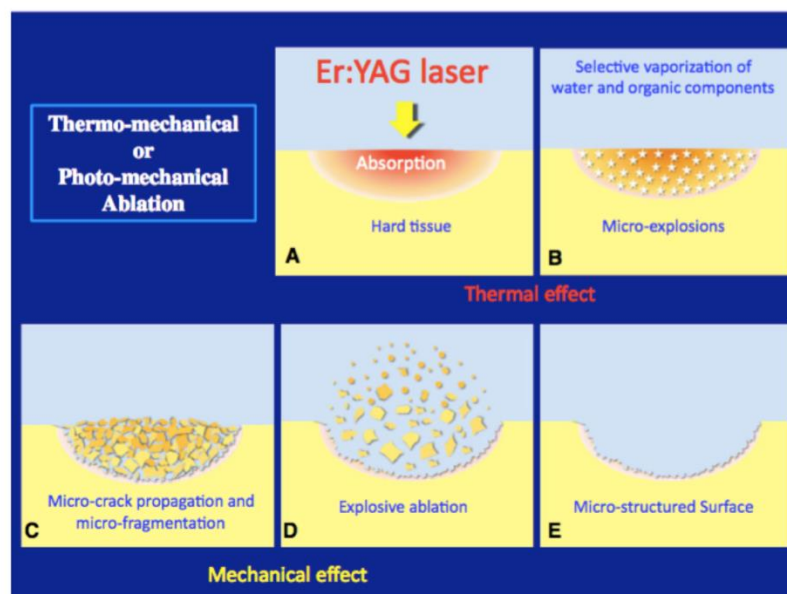 Thermo-mechanical
or
Photo-mechanical
Ablation
Er:YAG laser
Absorption
Hard tissue
A
Selective vaporization of
water and organic components
Micro-explosions
B
Thermal effect
Micro-crack propagation and
micro-fragmentation
C
Explosive ablation
D
Micro-structured Surface
E
Mechanical effect